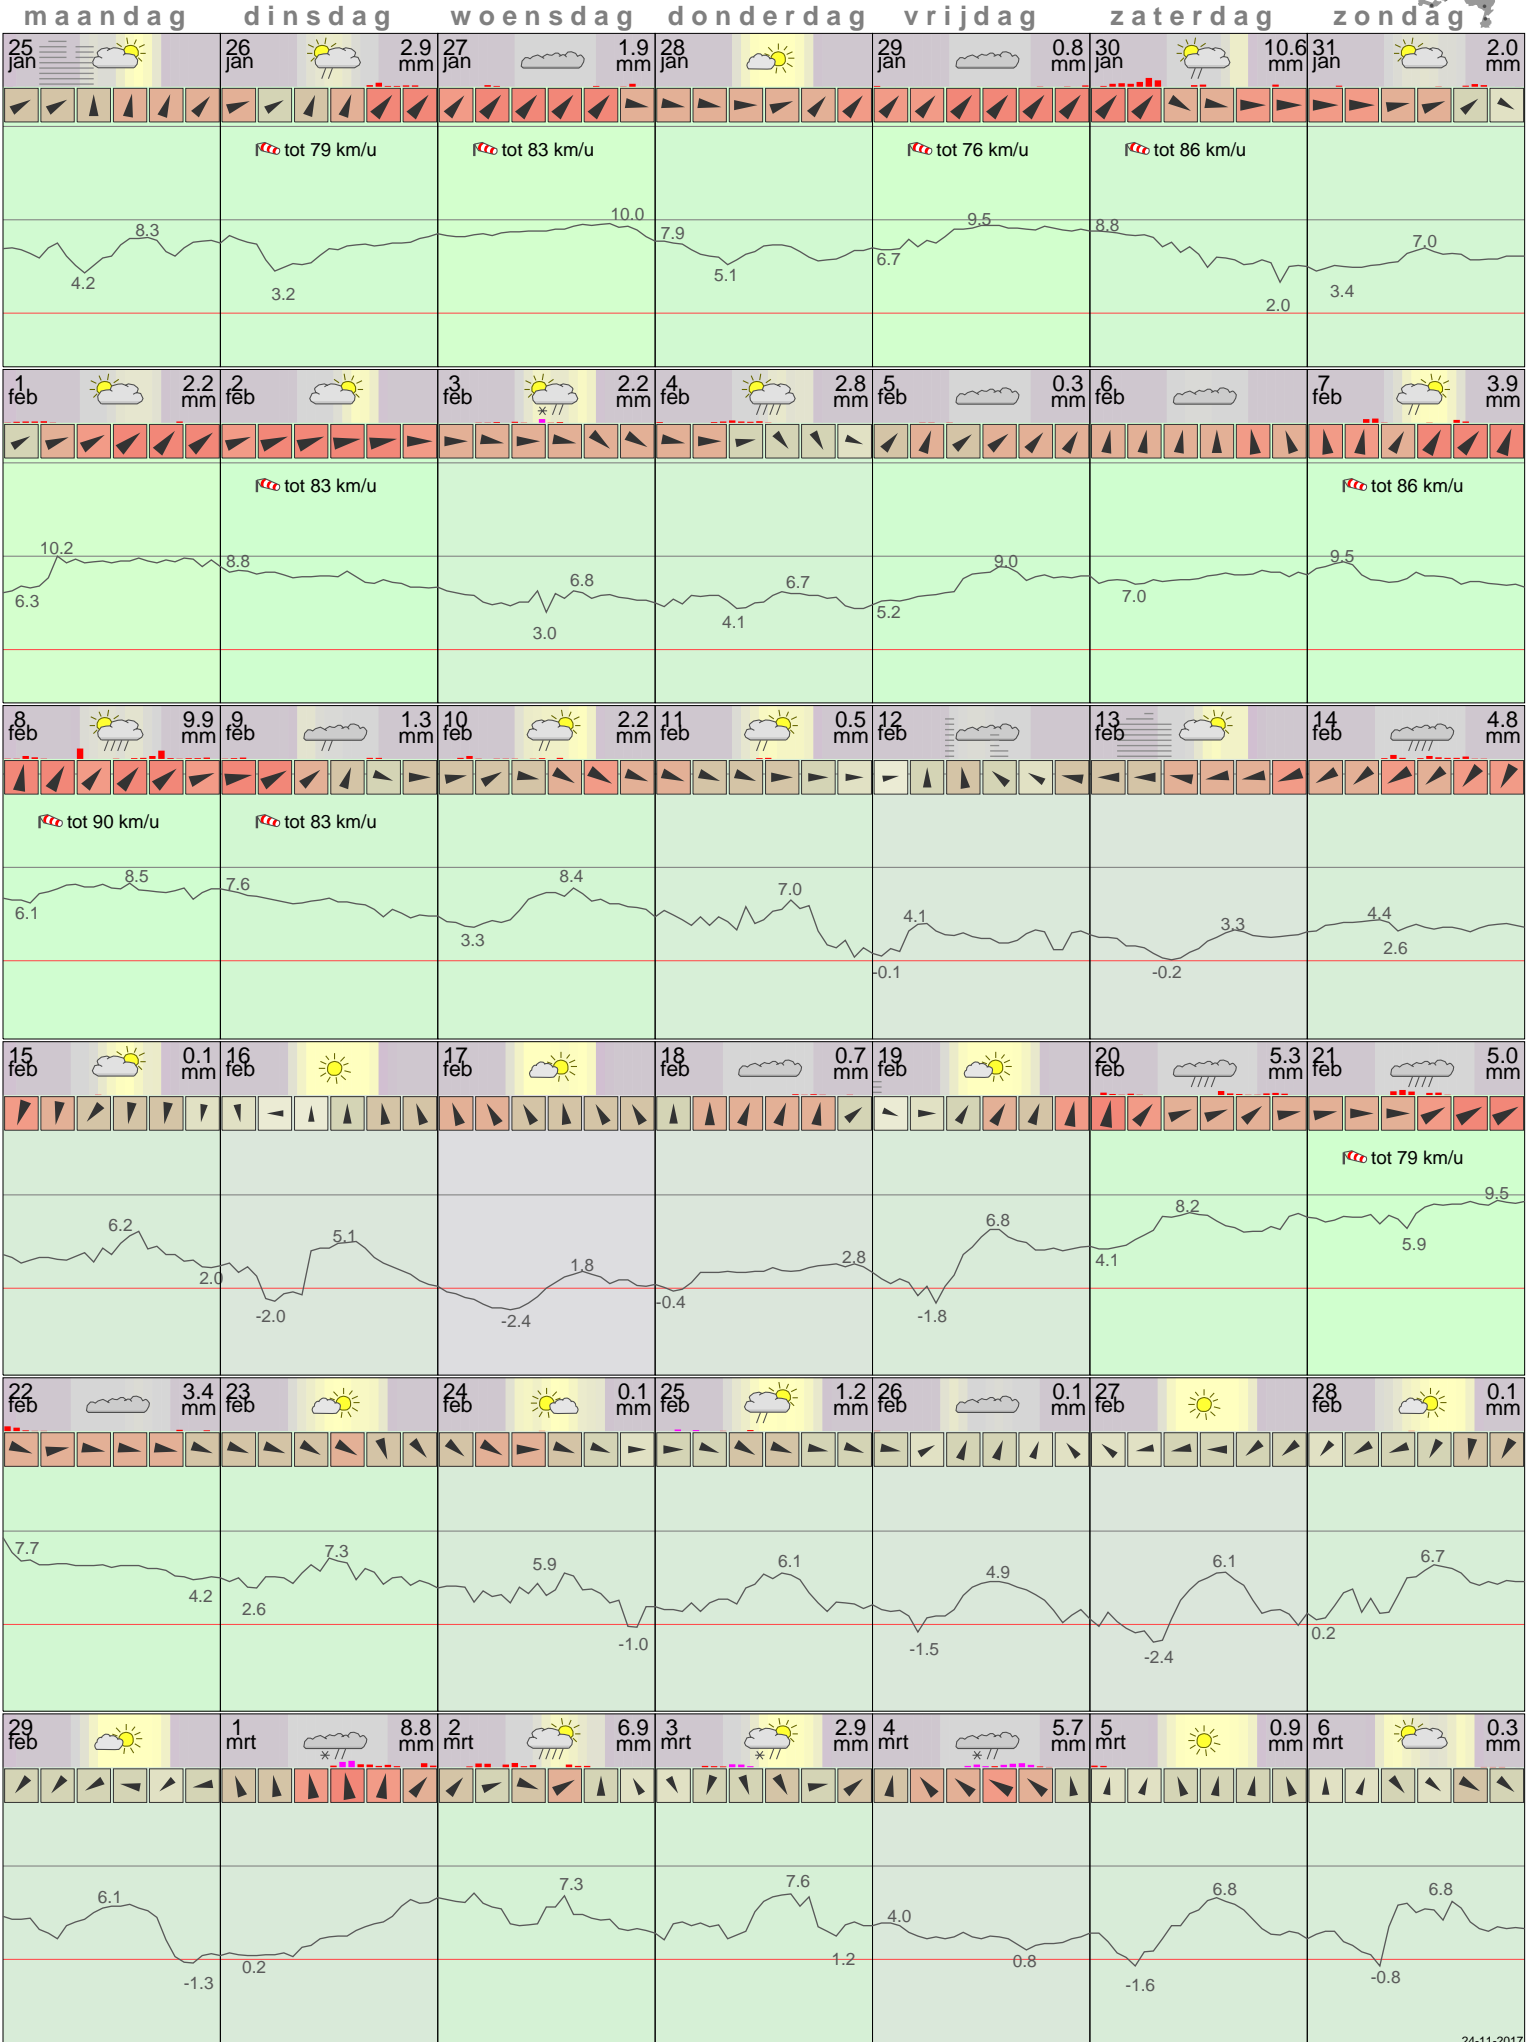 maandag dinsdag woensdag donderdag vrijdag zaterdag zondag
25 26 2.9 27 1.9 28 29 0.8 30 10.6 31 2.0
jan jan mm jan mm jan jan mm jan mm jan mm
tot 79 km/u tot 83 km/u tot 76 km/u tot 86 km/u
8.3 10.0 7.9 9.5 8.8 7.0
4.2 3.2 5.1 6.7 2.0 3.4
1 2.2 2 3 2.2 4 2.8 5 0.3 6 7 3.9
feb mm feb feb mm feb mm feb mm feb feb mm
tot 83 km/u tot 86 km/u
10.2 8.8 6.8 6.7 9.0 9.5
6.3 3.0 4.1 5.2 7.0
8 9.9 9 1.3 10 2.2 11 0.5 12 13 14 4.8
feb mm feb mm feb mm feb mm feb feb feb mm
tot 90 km/u tot 83 km/u
8.5 7.6 8.4 7.0 4.1 3.3 4.4
6.1 3.3 -0.1 -0.2 2.6
15 0.1 16 17 18 0.7 19 20 5.3 21 5.0
feb mm feb feb feb mm feb feb mm feb mm
tot 79 km/u
6.2 5.1 1.8 2.8 6.8 8.2 9.5
2.0 -2.0 -2.4 -0.4 -1.8 4.1 5.9
22 3.4 23 24 0.1 25 1.2 26 0.1 27 28 0.1
feb mm feb feb mm feb mm feb mm feb feb mm
7.7 7.3 5.9 6.1 4.9 6.1 6.7
4.2 2.6 -1.0 -1.5 -2.4 0.2
29 1 8.8 2 6.9 3 2.9 4 5.7 5 0.9 6 0.3
feb mrt mm mrt mm mrt mm mrt mm mrt mm mrt mm
6.1 7.3 7.6 4.0 6.8 6.8
-1.3 0.2 1.2 0.8 -1.6 -0.8
24-11-2017